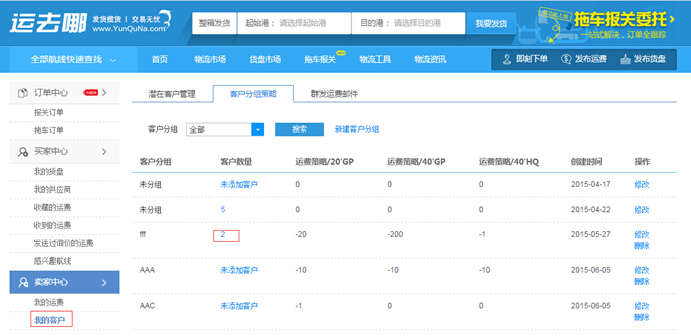 运去哪
发货揽货 | 交易无忧
www.YunQuNa.com
整箱发货 起始港： 请选择起始港 目的港： 请选择目的港 我要发货
拖车报关委托
一站式解决，订单全跟踪
全部航线快速查找 首页 物流市场 货盘市场 拖车报关 物流工具 物流资讯 即刻下单 发布运费 发布货盘
订单中心
报关订单
拖车订单
买家中心
我的货盘
我的供应商
收藏的运费
收到的运费
发送过询价的运费
感兴趣航线
卖家中心
我的运费
我的客户
潜在客户管理 客户分组策略 群发运费邮件
客户分组 全部 搜索 新建客户分组
客户分组 客户数量 运费策略/20'GP 运费策略/40'GP 运费策略/40'HQ 创建时间 操作
未分组 未添加客户 0 0 0 2015-04-17 修改
未分组 5 0 0 0 2015-04-22 修改
fff 2 -20 -200 -1 2015-05-27 修改
删除
AAA 未添加客户 -10 -10 -10 2015-06-05 修改
删除
AAC 未添加客户 -1 0 0 2015-06-05 修改
删除